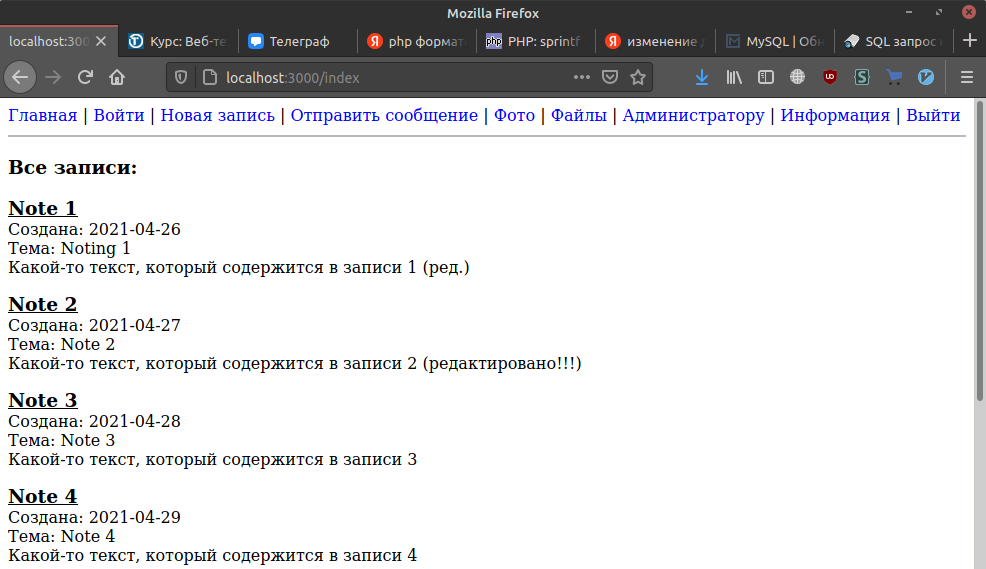 Mozilla Firefox
localhost:300 Курс: Веб-те Телеграф php формат PHP: sprintf изменение д MySQL | Обн SQL запрос
localhost:3000/index
Главная | Войти | Новая запись | Отправить сообщение | Фото | Файлы | Администратору | Информация | Выйти
Все записи:
Note 1
Создана: 2021-04-26
Тема: Noting 1
Какой-то текст, который содержится в записи 1 (ред.)
Note 2
Создана: 2021-04-27
Тема: Note 2
Какой-то текст, который содержится в записи 2 (редактировано!!!)
Note 3
Создана: 2021-04-28
Тема: Note 3
Какой-то текст, который содержится в записи 3
Note 4
Создана: 2021-04-29
Тема: Note 4
Какой-то текст, который содержится в записи 4